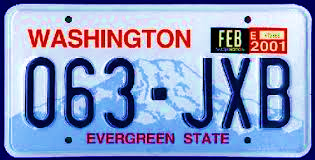 WASHINGTON
FEB
E
2001
063-JXB
EVERGREEN STATE